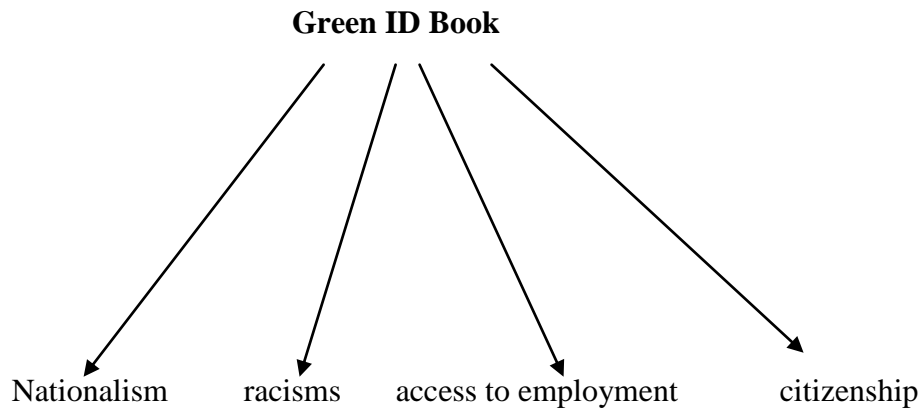 Green ID Book
Nationalism racisms access to employment citizenship